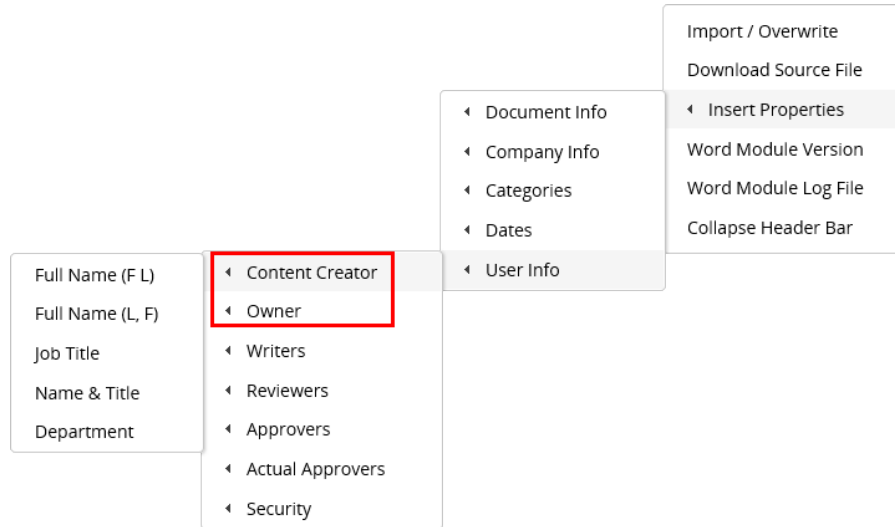 Import / Overwrite
Download Source File
Insert Properties
Word Module Version
Word Module Log File
Collapse Header Bar
Document Info
Company Info
Categories
Dates
User Info
Content Creator
Owner
Writers
Reviewers
Approvers
Actual Approvers
Security
Full Name (F L)
Full Name (L, F)
Job Title
Name & Title
Department